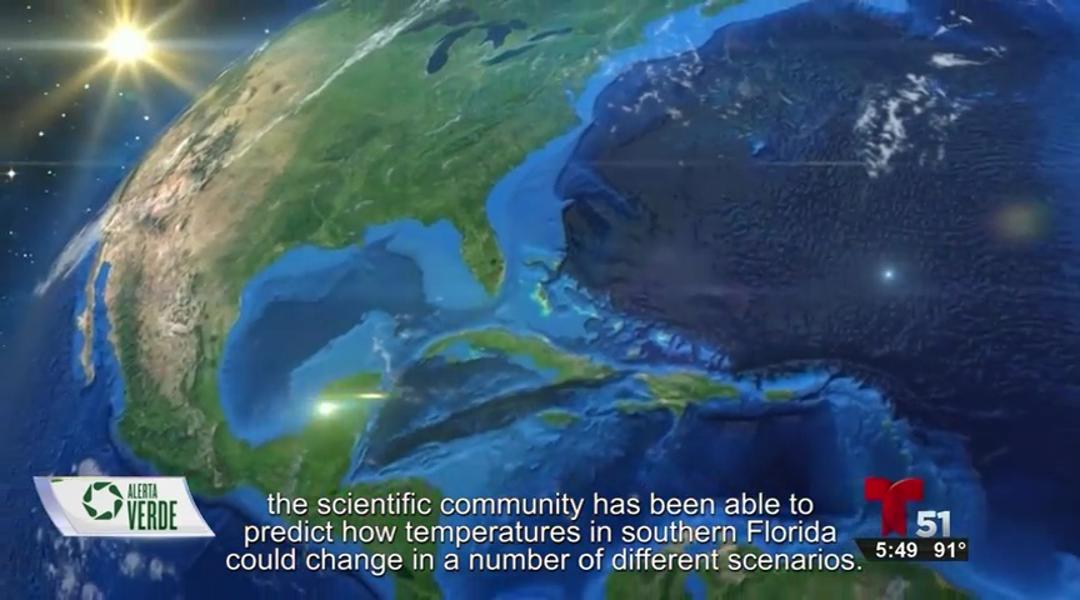 ALERTA
VERDE
the scientific community has been able to
predict how temperatures in southern Florida
could change in a number of different scenarios.
T 51
5:49 91°